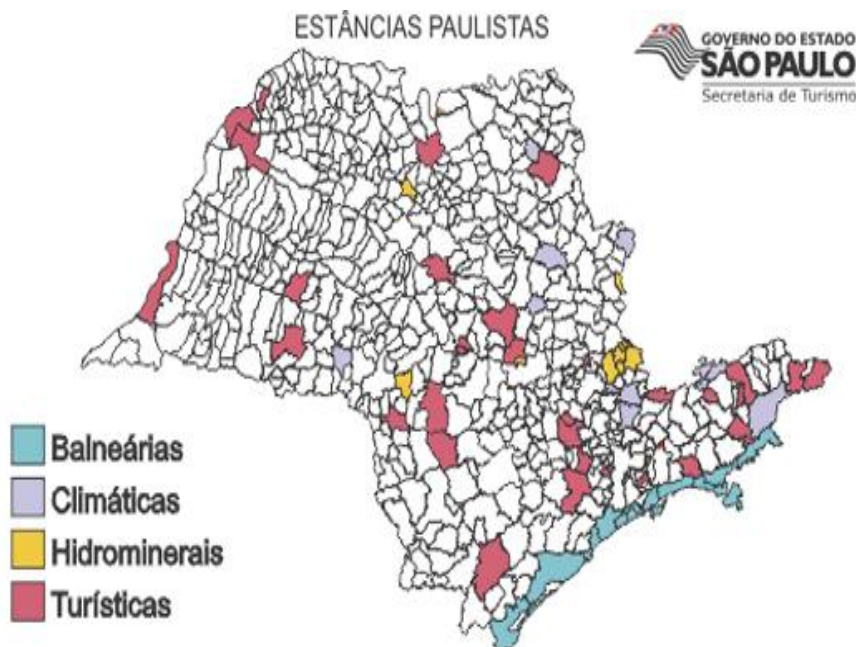 ESTÂNCIAS PAULISTAS
GOVERNO DO ESTADO
SÃO PAULO
Secretaria de Turismo
Balneárias
Climáticas
Hidrominerais
Turísticas